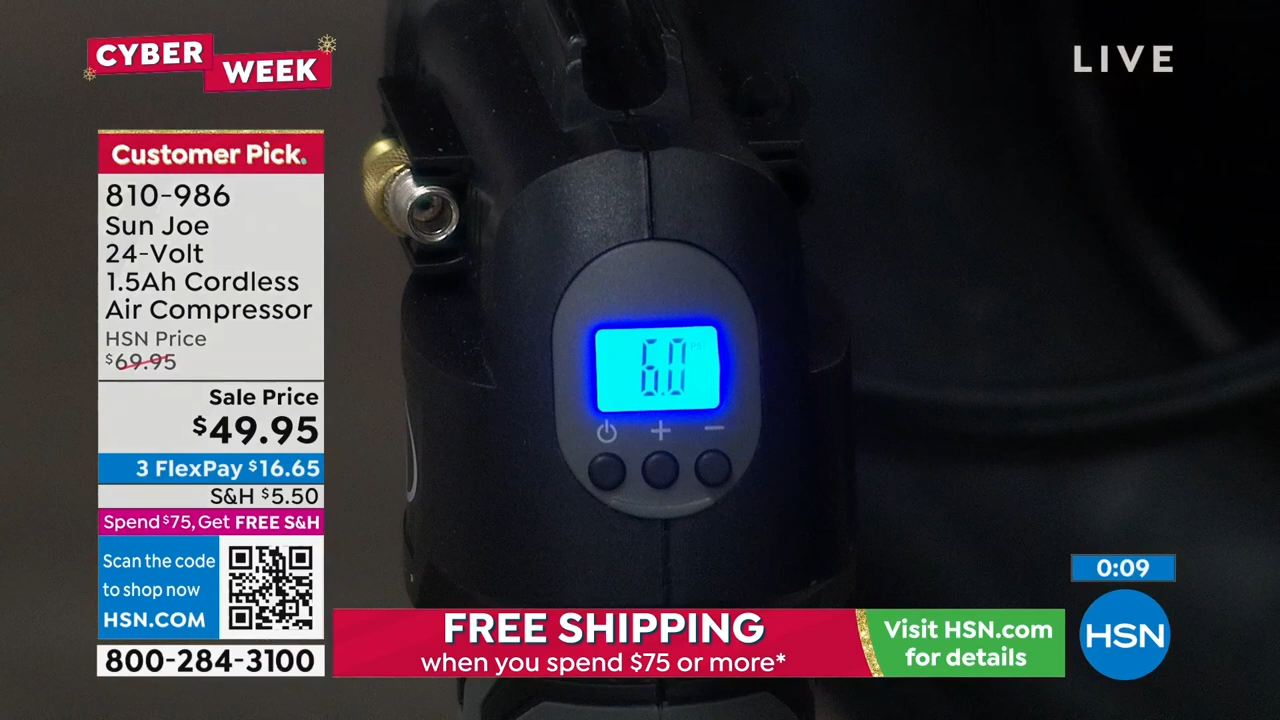 CYBER
WEEK
LIVE
Customer Pick.
810-986
Sun Joe
24-Volt
1.5Ah Cordless
Air Compressor
HSN Price
$69.95
Sale Price
$49.95
3 FlexPay $16.65
S&H $5.50
Spend $75, Get FREE S&H
Scan the code
to shop now
HSN.COM
800-284-3100
6.0 PSI
FREE SHIPPING
when you spend $75 or more*
Visit HSN.com
for details
0:09
HSN